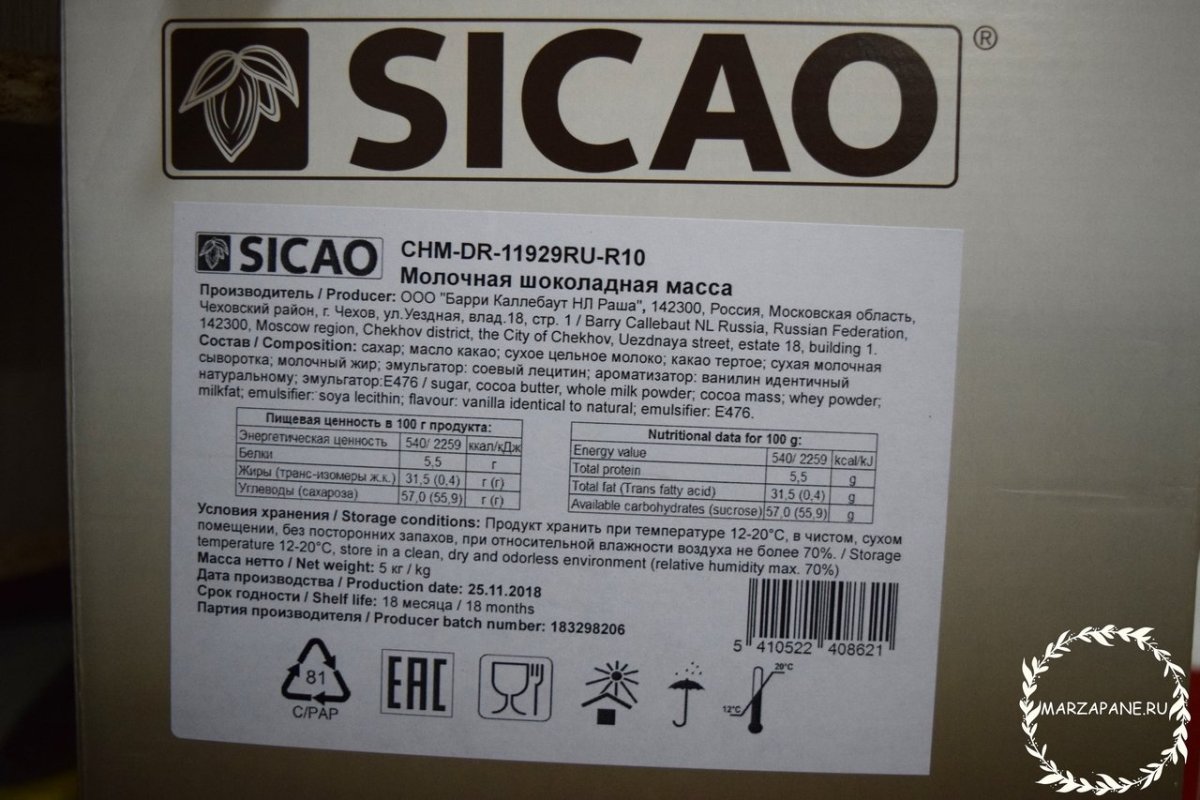 SICAO ®
SICAO
CHM-DR-11929RU-R10
Молочная шоколадная масса
Производитель / Producer: ООО "Барри Каллебаут НЛ Раша", 142300, Россия, Московская область,
Чеховский район, г. Чехов, ул.Уездная, влад.18, стр. 1 / Barry Callebaut NL Russia, Russian Federation,
142300, Moscow region, Chekhov district, the City of Chekhov, Uezdnaya street, estate 18, building 1.
Состав / Composition: сахар; масло какао; сухое цельное молоко; какао тертое; сухая молочная
сыворотка; молочный жир; эмульгатор: соевый лецитин; ароматизатор: ванилин идентичный
натуральному; эмульгатор:Е476 / sugar, cocoa butter, whole milk powder; cocoa mass; whey powder;
milkfat; emulsifier: soya lecithin; flavour: vanilla identical to natural; emulsifier: E476.
Пищевая ценность в 100 г продукта:
Энергетическая ценность 540/ 2259 ккал/кДж
Белки 5,5 г
Жиры (транс-изомеры ж.к.) 31,5 (0,4) г (г)
Углеводы (сахароза) 57,0 (55,9) г (г)
Nutritional data for 100 g:
Energy value 540/ 2259 kcal/kJ
Total protein 5,5 g
Total fat (Trans fatty acid) 31,5 (0,4) g
Available carbohydrates (sucrose) 57,0 (55,9) g
Условия хранения / Storage conditions: Продукт хранить при температуре 12-20°С, в чистом, сухом
помещении, без посторонних запахов, при относительной влажности воздуха не более 70%. / Storage
temperature 12-20°C, store in a clean, dry and odorless environment (relative humidity max. 70%)
Масса нетто / Net weight: 5 кг / kg
Дата производства / Production date: 25.11.2018
Срок годности / Shelf life: 18 месяца / 18 months
Партия производителя / Producer batch number: 183298206
5 410522 408621
81
C/PAP
EAC
20°C
12°C
MARZAPANE.RU